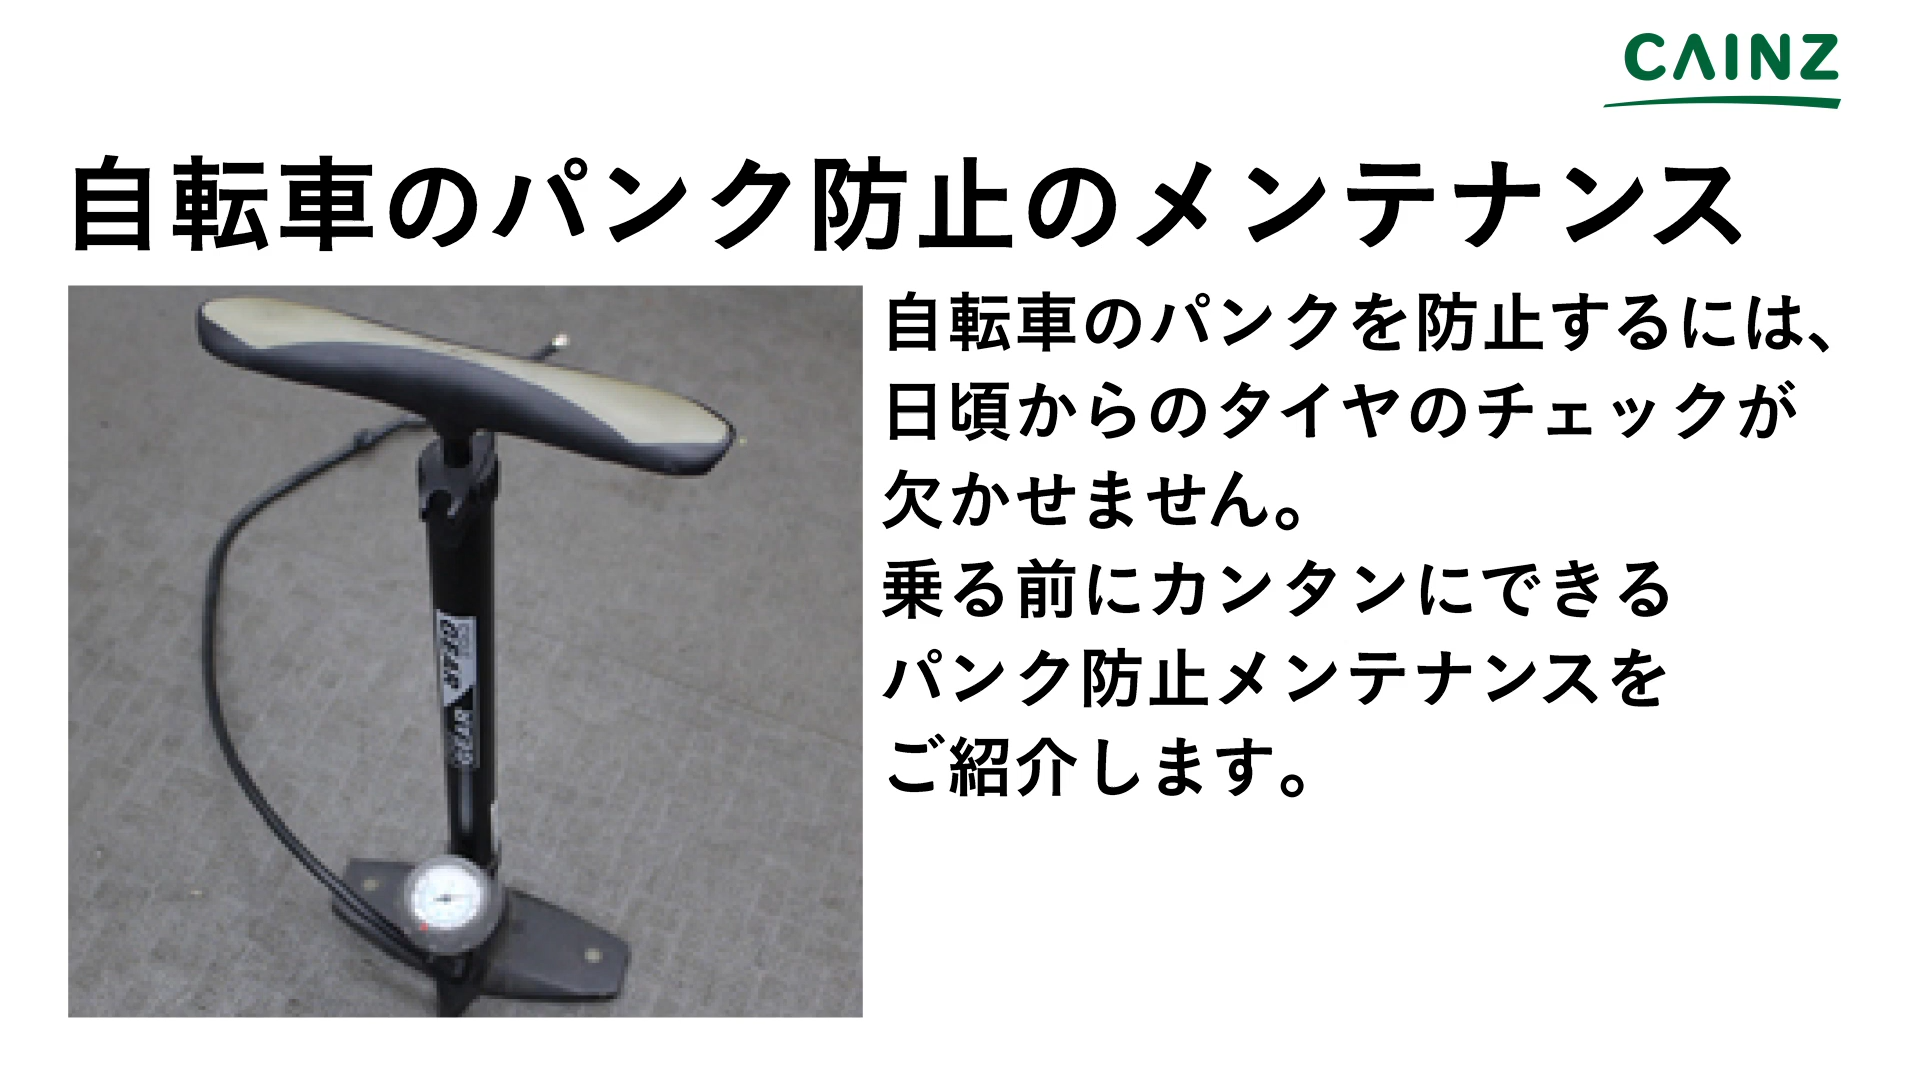 CAINZ
自転車のパンク防止のメンテナンス
自転車のパンクを防止するには、
日頃からのタイヤのチェックが
欠かせません。
乗る前にカンタンにできる
パンク防止メンテナンスを
ご紹介します。
GEAR